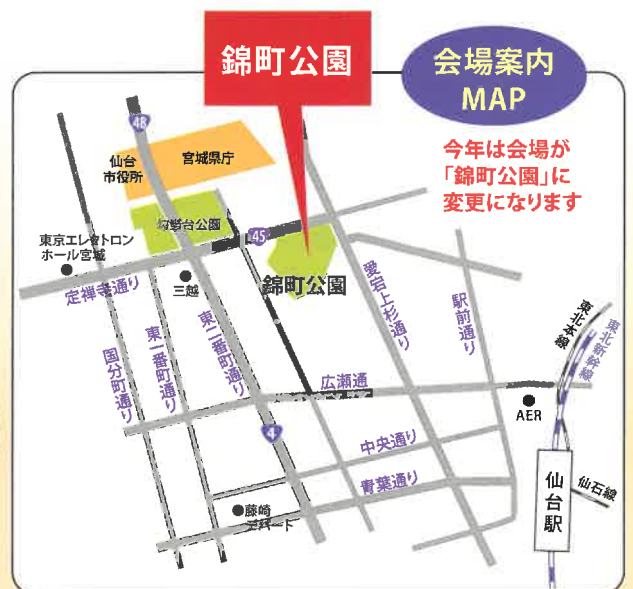 錦町公園
会場案内
MAP
今年は会場が
「錦町公園」に
変更になります
48
仙台
市役所
宮城県庁
勾当台公園
45
東京エレクトロン
ホール宮城
定禅寺通り
三越
錦町公園
愛宕上杉通り
駅前通り
東北本線
東北新幹線
国分町通り
東一番町通り
東二番町通り
広瀬通
AER
4
中央通り
青葉通り
藤崎
デパート
仙台駅
仙石線